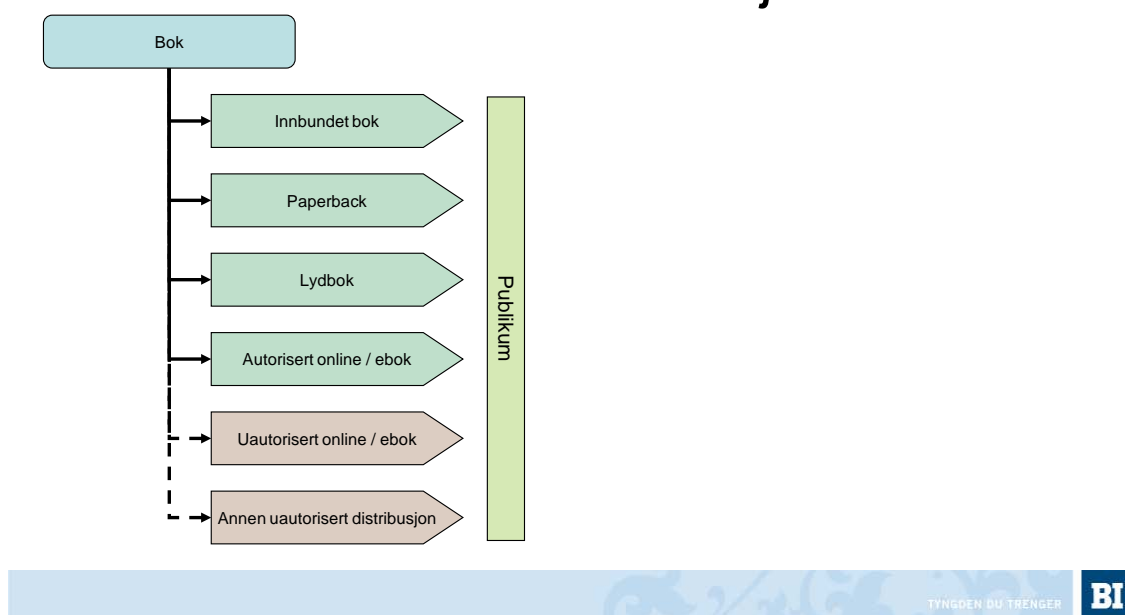 Bok
Innbundet bok
Paperback
Lydbok
Autorisert online / ebok
Uautorisert online / ebok
Annen uautorisert distribusjon
Publikum
TYNGDEN DU TRENGER
BI